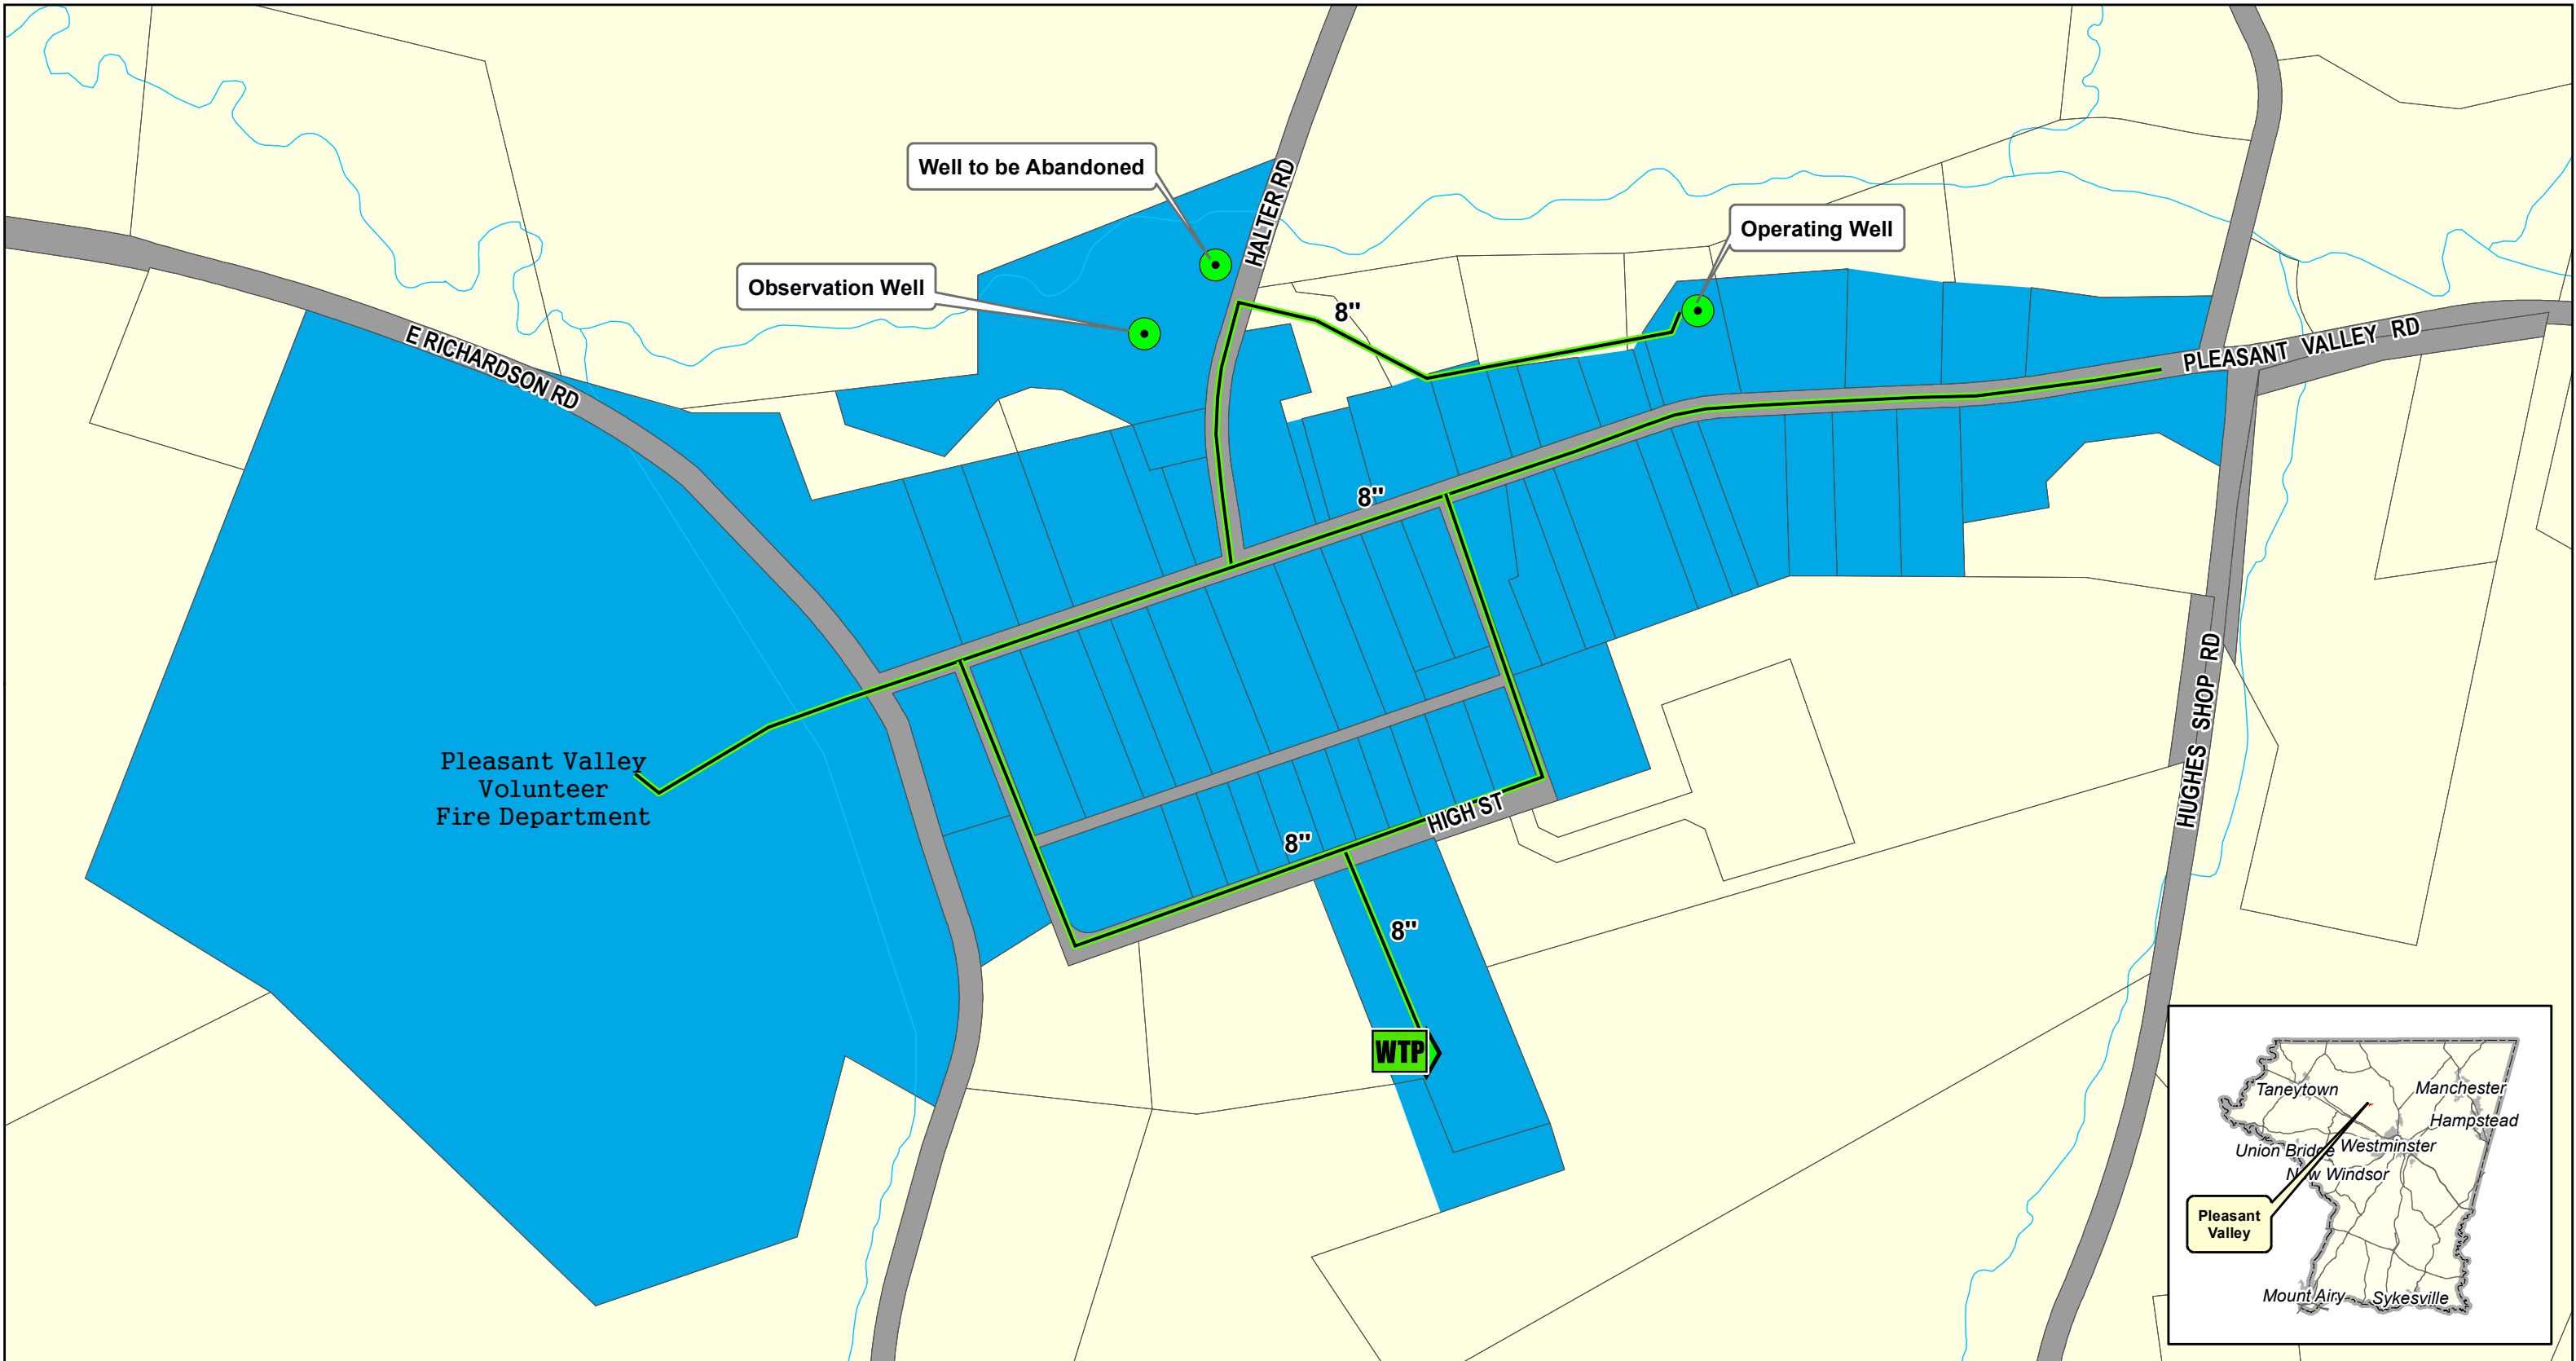 Well to be Abandoned
HALTER RD
Operating Well
Observation Well
8"
E RICHARDSON RD
PLEASANT VALLEY RD
8"
HUGHES SHOP RD
Pleasant Valley
Volunteer
Fire Department
HIGH ST
8"
8"
WTP
Taneytown
Manchester
Hampstead
Union Bridge
Westminster
New Windsor
Pleasant
Valley
Mount Airy
Sykesville